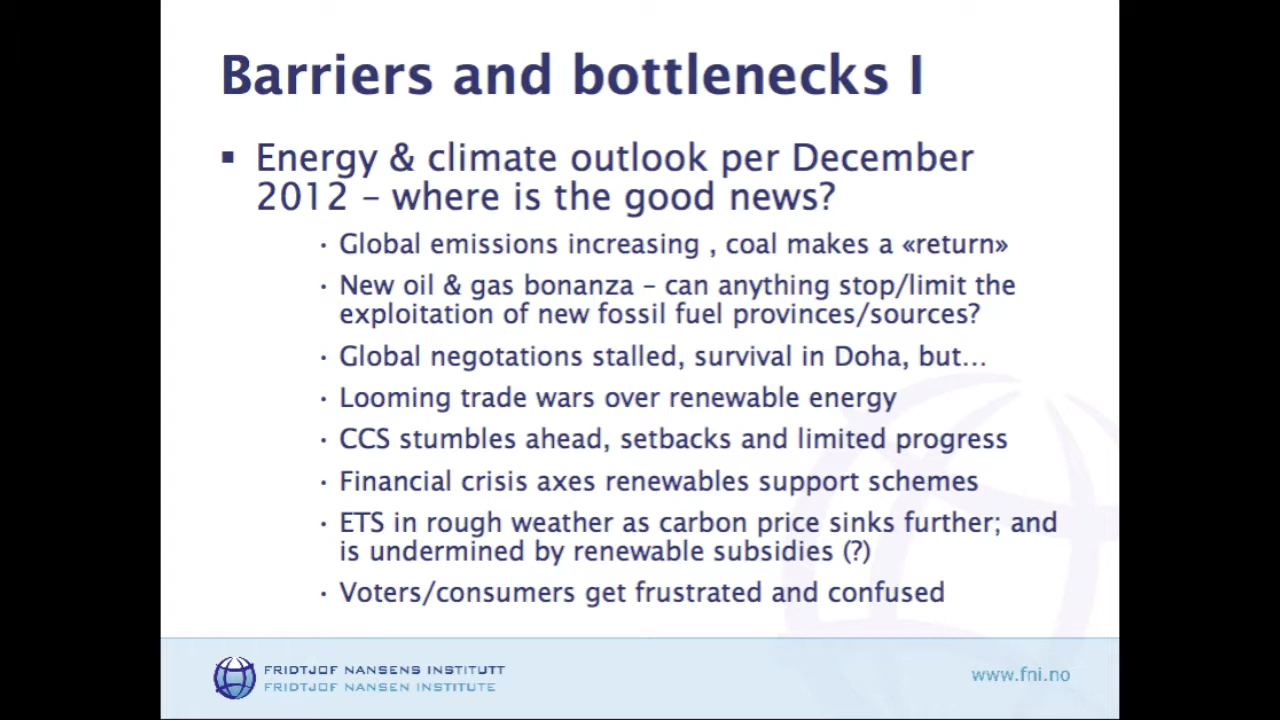 Barriers and bottlenecks I
▪ Energy & climate outlook per December
2012 – where is the good news?
· Global emissions increasing , coal makes a «return»
· New oil & gas bonanza – can anything stop/limit the
exploitation of new fossil fuel provinces/sources?
· Global negotations stalled, survival in Doha, but…
· Looming trade wars over renewable energy
· CCS stumbles ahead, setbacks and limited progress
· Financial crisis axes renewables support schemes
· ETS in rough weather as carbon price sinks further; and
is undermined by renewable subsidies (?)
· Voters/consumers get frustrated and confused
FRIDTJOF NANSENS INSTITUTT
FRIDTJOF NANSEN INSTITUTE
www.fni.no